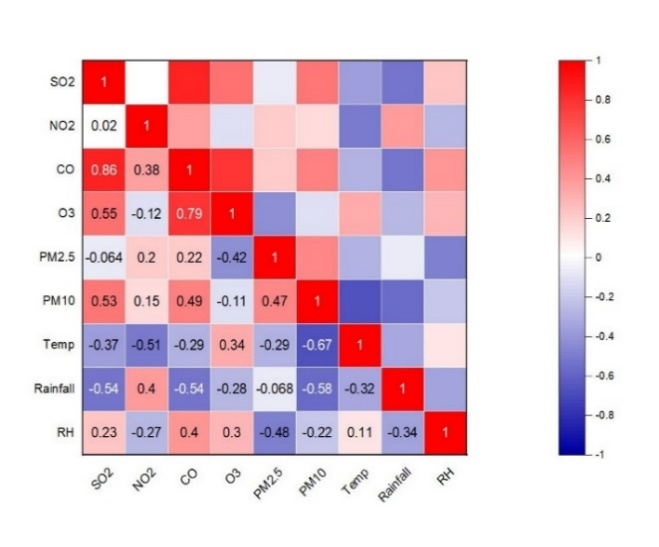 SO2 1
NO2 0.02 1
CO 0.86 0.38 1
O3 0.55 -0.12 0.79 1
PM2.5 -0.064 0.2 0.22 -0.42 1
PM10 0.53 0.15 0.49 -0.11 0.47 1
Temp -0.37 -0.51 -0.29 0.34 -0.29 -0.67 1
Rainfall -0.54 0.4 -0.54 -0.28 -0.068 -0.58 -0.32 1
RH 0.23 -0.27 0.4 0.3 -0.48 -0.22 0.11 -0.34 1
SO2 NO2 CO O3 PM2.5 PM10 Temp Rainfall RH
1
0.8
0.6
0.4
0.2
0
-0.2
-0.4
-0.6
-0.8
-1